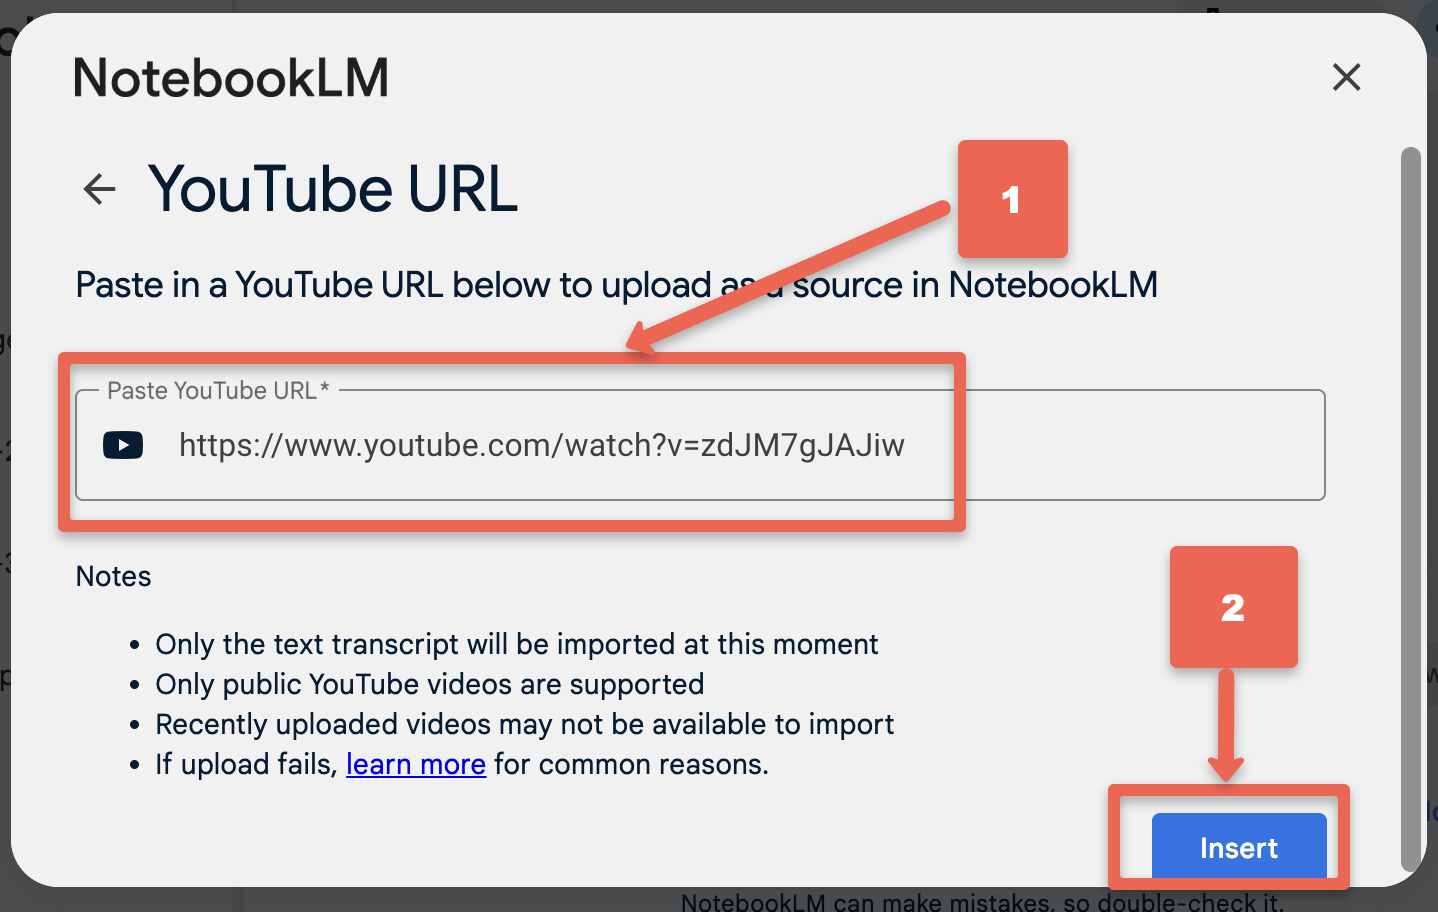 NotebookLM
YouTube URL
1
Paste in a YouTube URL below to upload as a source in NotebookLM
Paste YouTube URL*
https://www.youtube.com/watch?v=zdJM7gJAJiw
Notes
2
• Only the text transcript will be imported at this moment
• Only public YouTube videos are supported
• Recently uploaded videos may not be available to import
• If upload fails, learn more for common reasons.
Insert
NotebookLM can make mistakes, so double-check it.